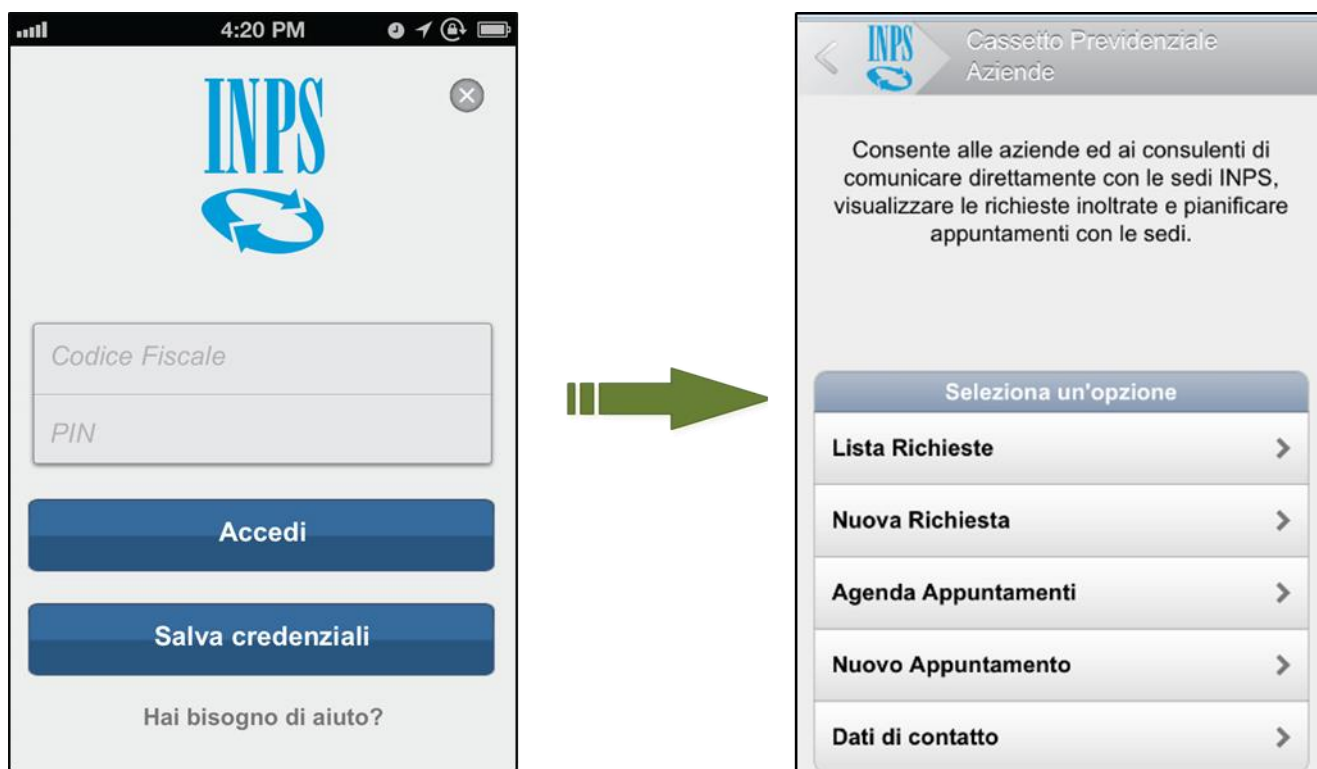 4:20 PM
INPS
Codice Fiscale
PIN
Accedi
Salva credenziali
Hai bisogno di aiuto?
INPS
Cassetto Previdenziale
Aziende
Consente alle aziende ed ai consulenti di
comunicare direttamente con le sedi INPS,
visualizzare le richieste inoltrate e pianificare
appuntamenti con le sedi.
Seleziona un'opzione
Lista Richieste
Nuova Richiesta
Agenda Appuntamenti
Nuovo Appuntamento
Dati di contatto